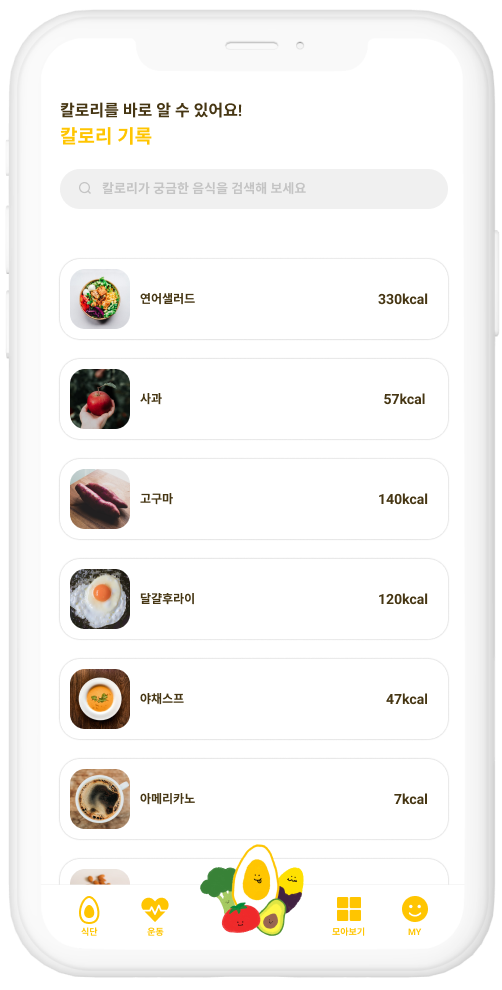 칼로리를 바로 알 수 있어요!
칼로리 기록
칼로리가 궁금한 음식을 검색해 보세요
연어샐러드 330kcal
사과 57kcal
고구마 140kcal
달걀후라이 120kcal
야채스프 47kcal
아메리카노 7kcal
식단 운동 모아보기 MY